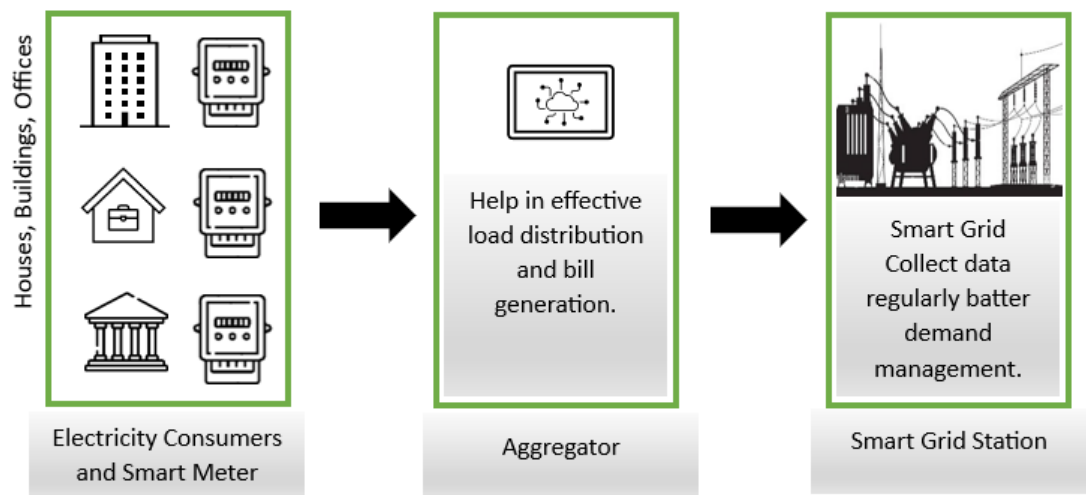 Houses, Buildings, Offices
Electricity Consumers
and Smart Meter
Help in effective
load distribution
and bill
generation.
Aggregator
Smart Grid
Collect data
regularly batter
demand
management.
Smart Grid Station